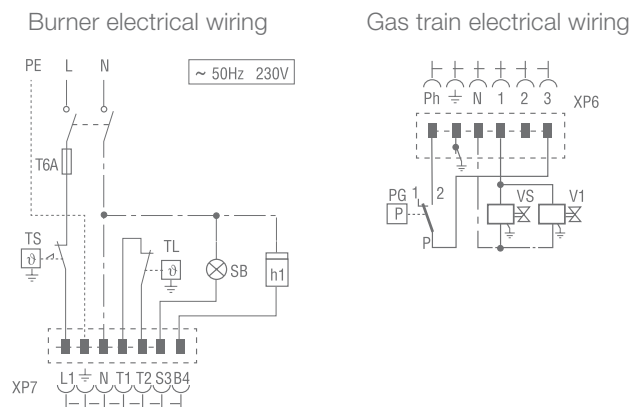 Burner electrical wiring
Gas train electrical wiring
PE L N
~ 50Hz 230V
T6A
TS
ϑ
TL
ϑ
SB
h1
XP7
L1 N T1 T2 S3 B4
Ph N 1 2 3
XP6
PG 1 2
P
P
VS
V1